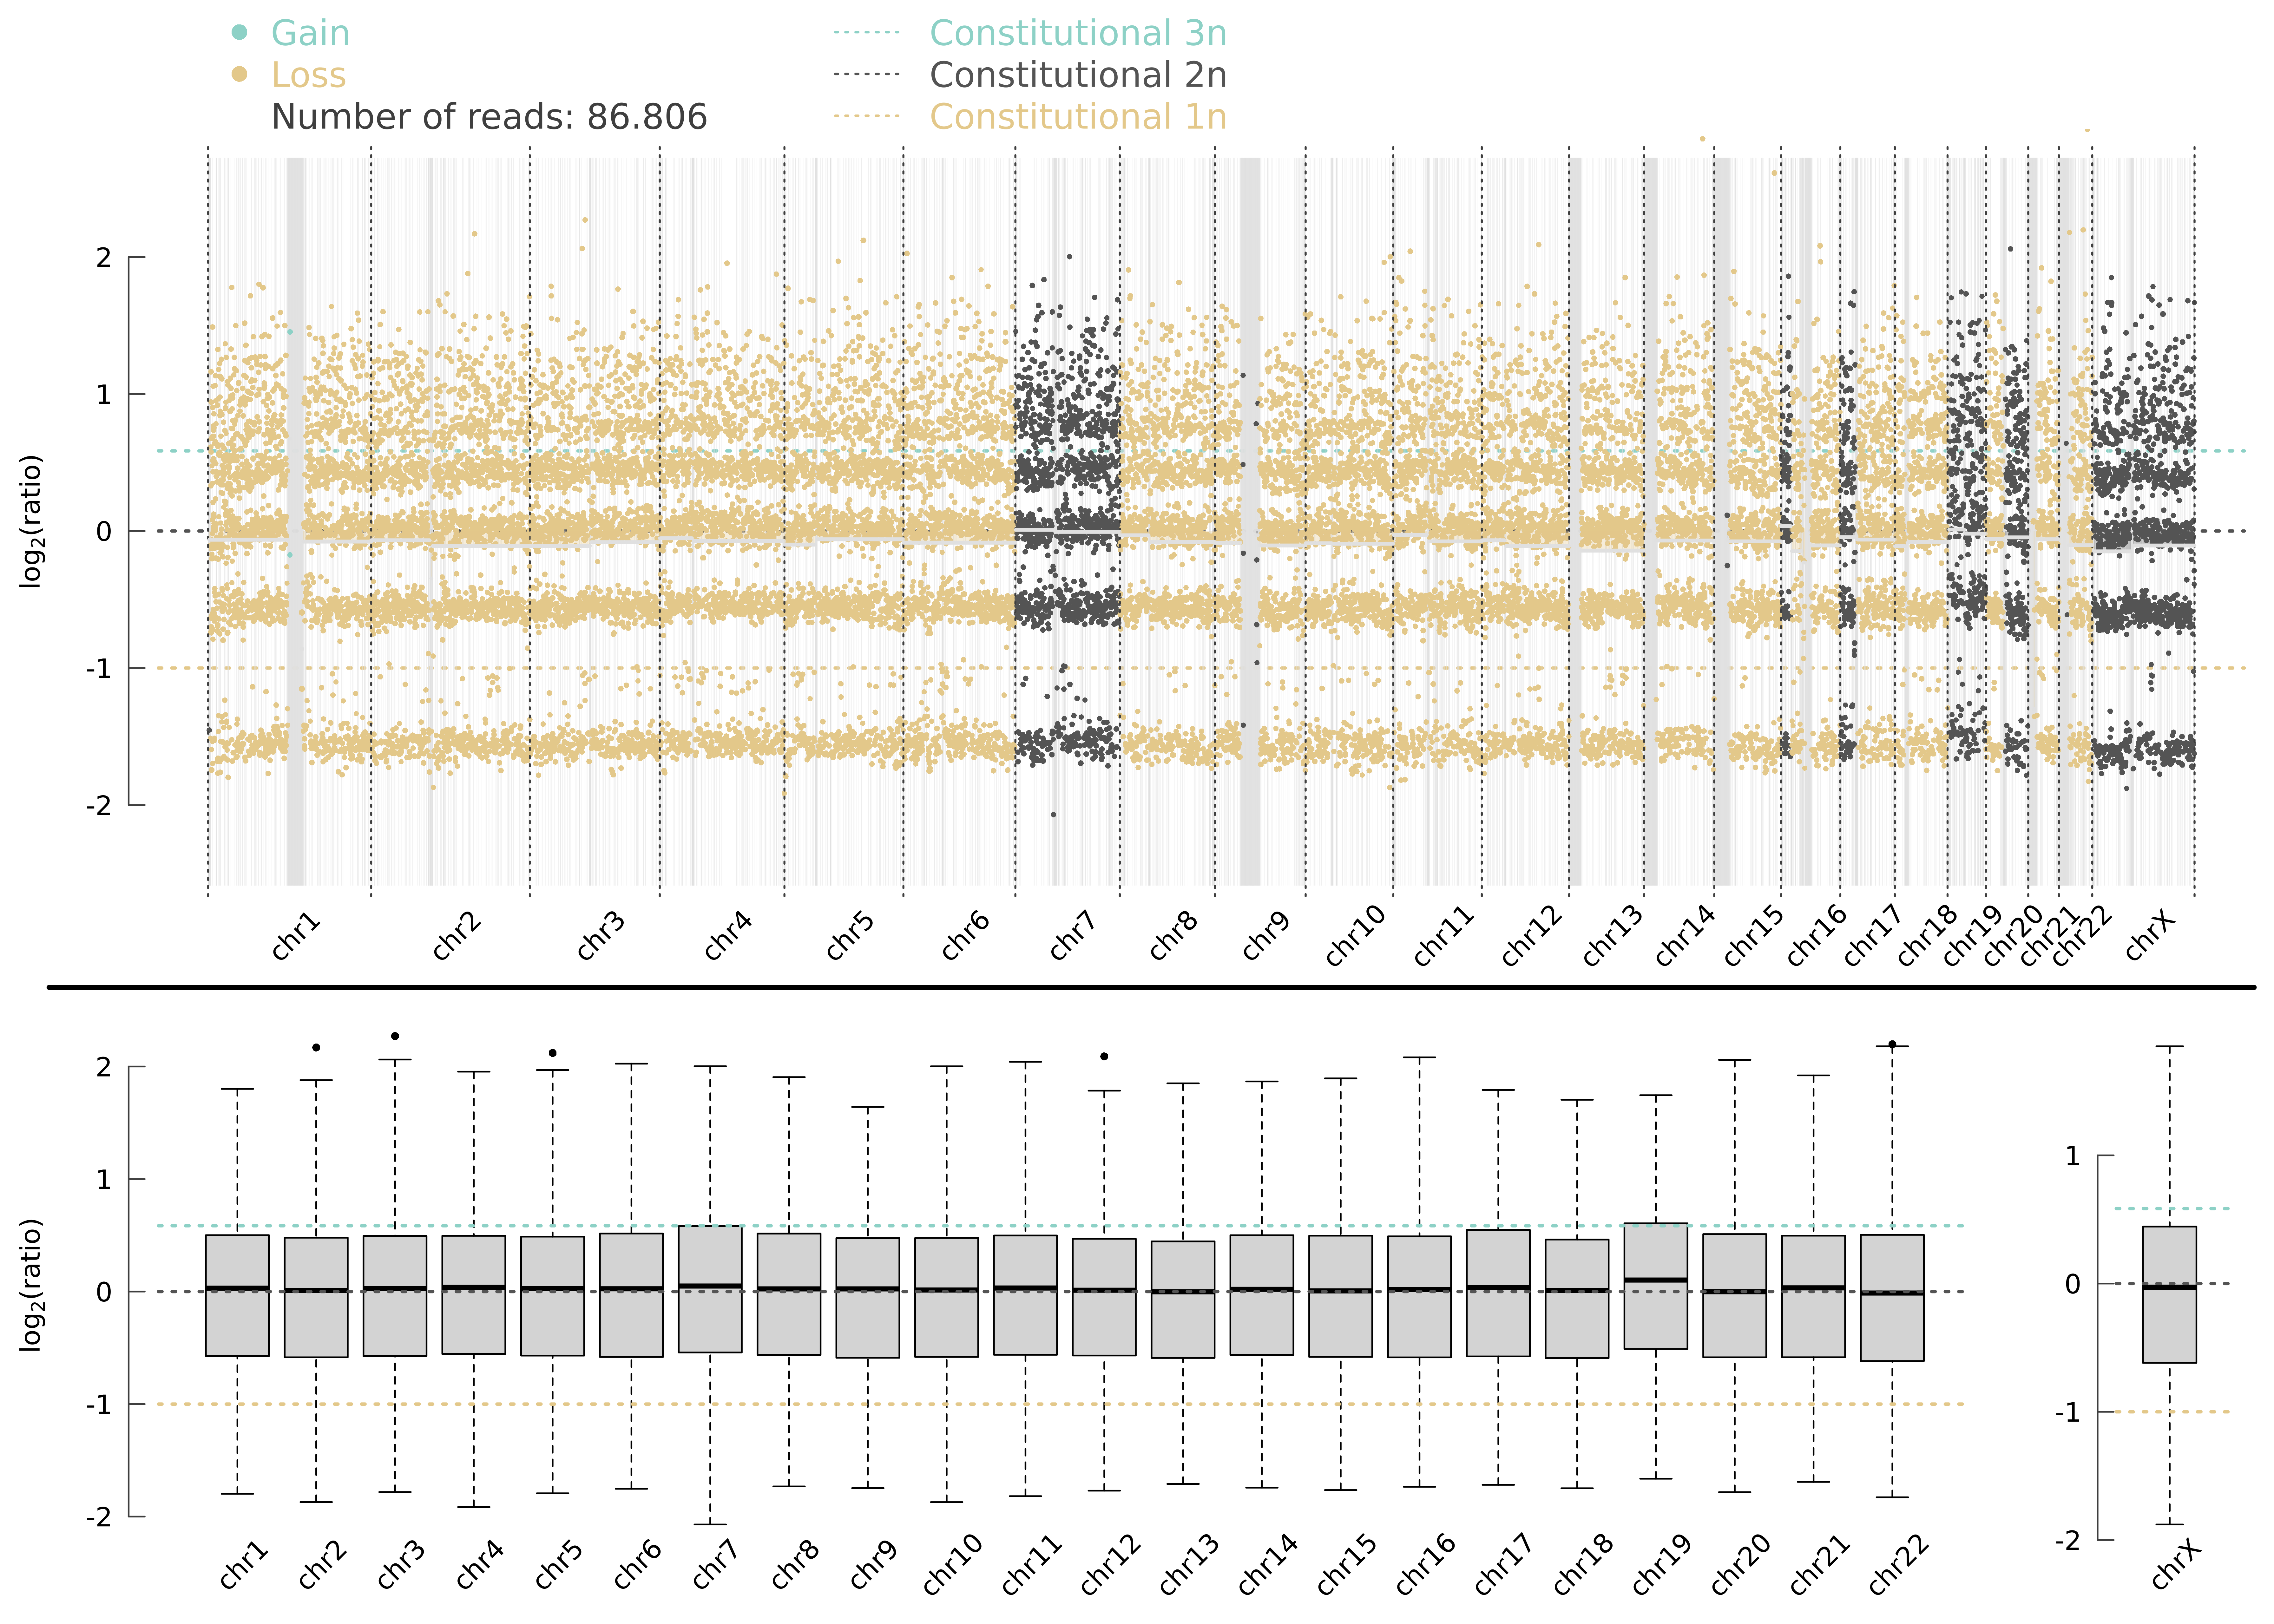 Gain
Loss
Number of reads: 86.806
Constitutional 3n
Constitutional 2n
Constitutional 1n
log2(ratio)
2
1
0
-1
-2
chr1 chr2 chr3 chr4 chr5 chr6 chr7 chr8 chr9 chr10 chr11 chr12 chr13 chr14 chr15 chr16 chr17 chr18 chr19 chr20 chr21 chr22 chrX
log2(ratio)
2
1
0
-1
-2
chr1 chr2 chr3 chr4 chr5 chr6 chr7 chr8 chr9 chr10 chr11 chr12 chr13 chr14 chr15 chr16 chr17 chr18 chr19 chr20 chr21 chr22
1
0
-1
-2
chrX